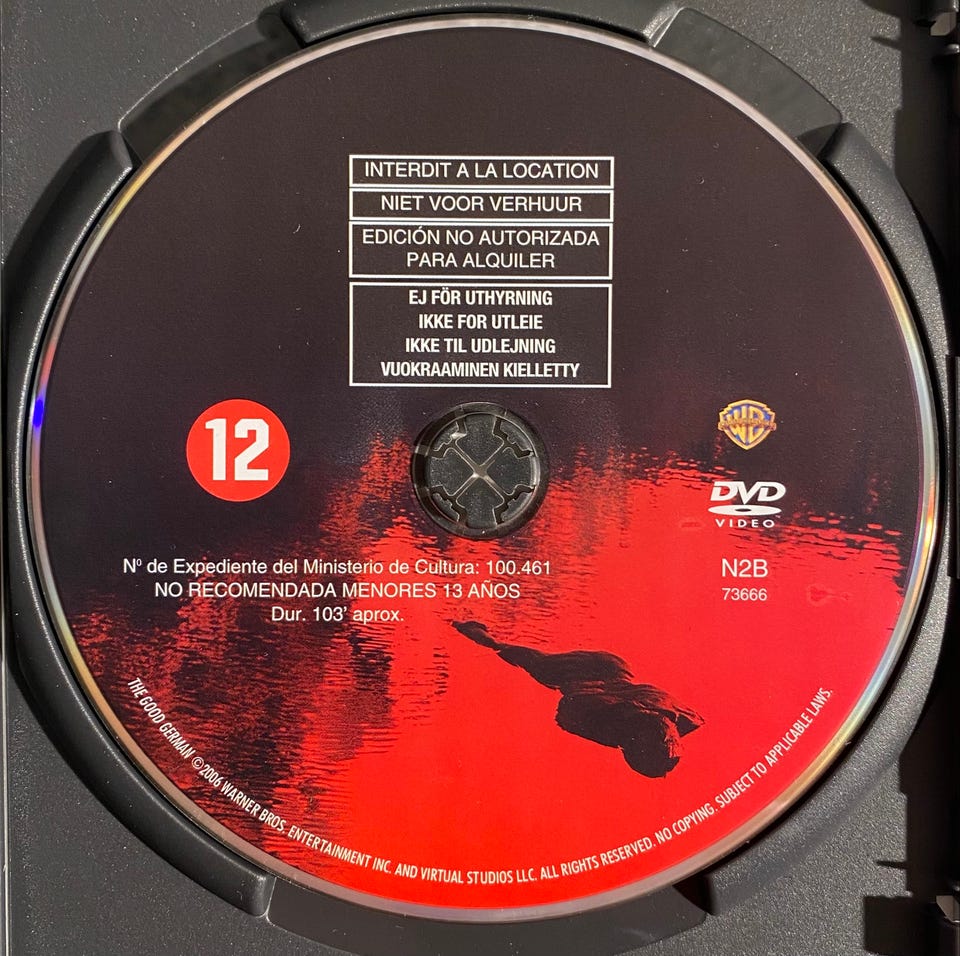 INTERDIT A LA LOCATION
NIET VOOR VERHUUR
EDICIÓN NO AUTORIZADA
PARA ALQUILER
EJ FÖR UTHYRNING
IKKE FOR UTLEIE
IKKE TIL UDLEJNING
VUOKRAAMINEN KIELLETTY
12
WB
DVD
VIDEO
Nº de Expediente del Ministerio de Cultura: 100.461
NO RECOMENDADA MENORES 13 AÑOS
Dur. 103' aprox.
N2B
73666
THE GOOD GERMAN ©2006 WARNER BROS. ENTERTAINMENT INC. AND VIRTUAL STUDIOS LLC. ALL RIGHTS RESERVED. NO COPYING. SUBJECT TO APPLICABLE LAWS.